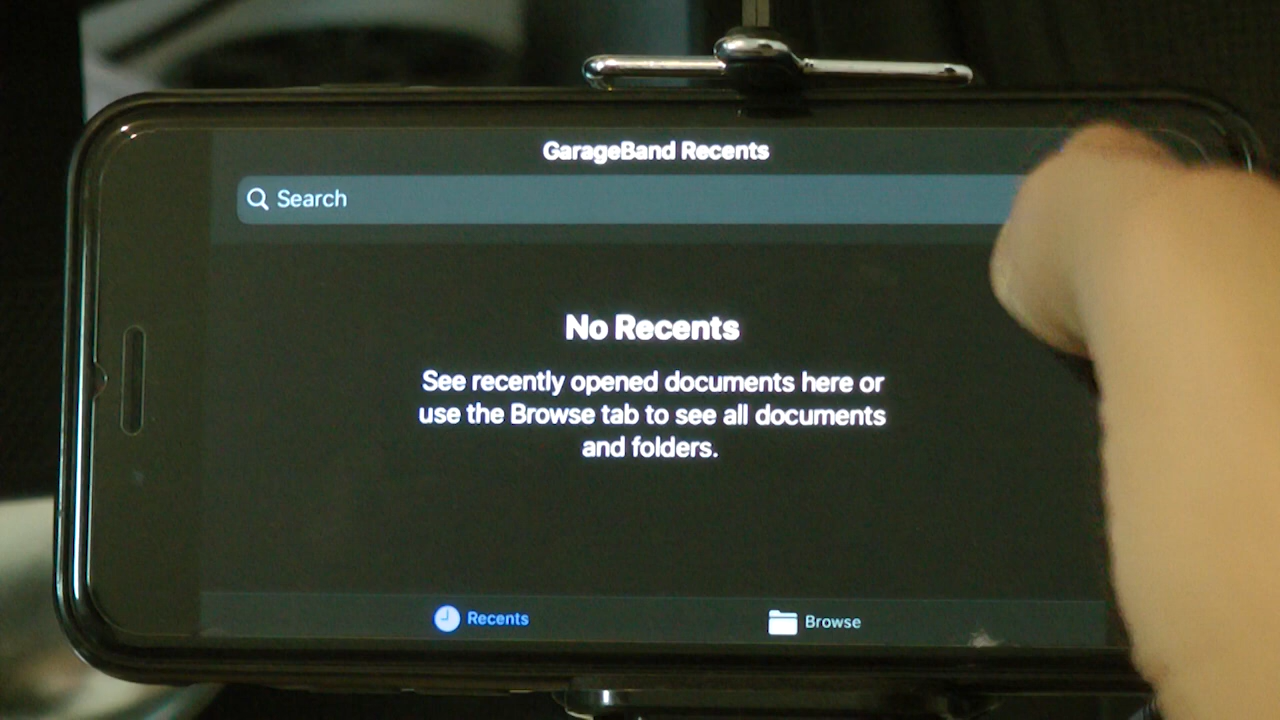 GarageBand Recents
Search
No Recents
See recently opened documents here or
use the Browse tab to see all documents
and folders.
Recents
Browse